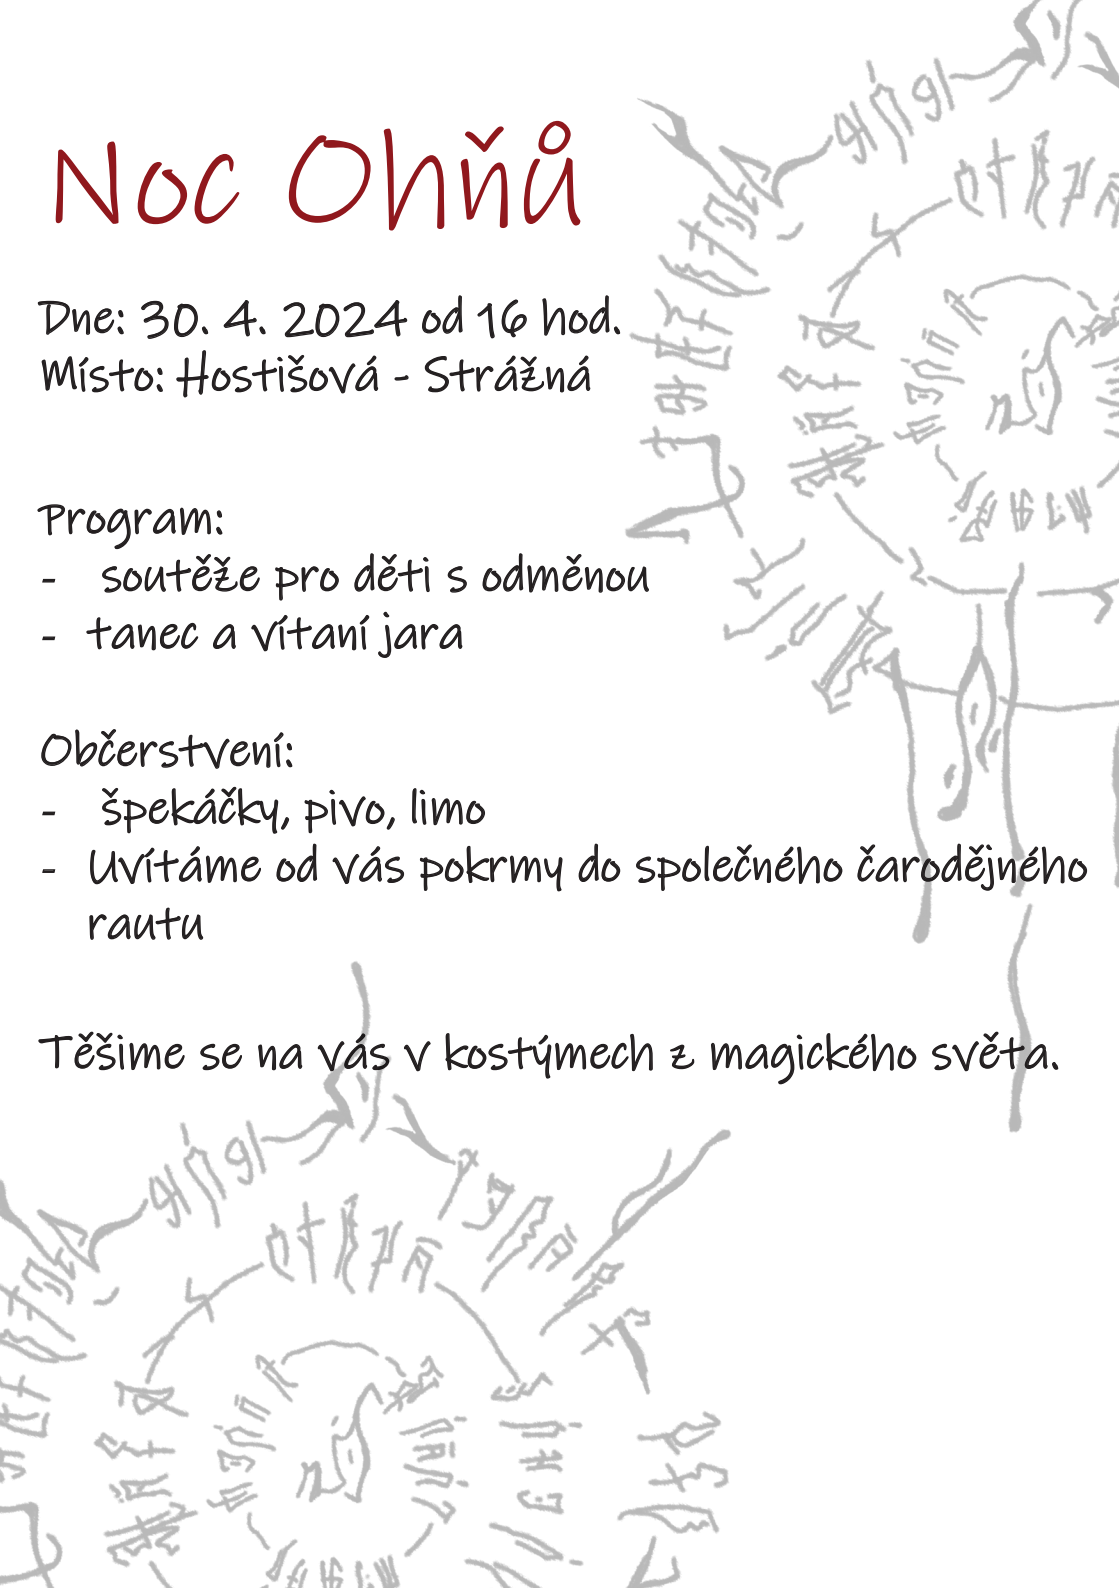 Noc Ohňů
Dne: 30. 4. 2024 od 16 hod.
Místo: Hostišová - Strážná
Program:
- soutěže pro děti s odměnou
- tanec a vítaní jara
Občerstvení:
- špekáčky, pivo, limo
- Uvítáme od vás pokrmy do společného čarodějného
rautu
Těšime se na vás v kostýmech z magického světa.